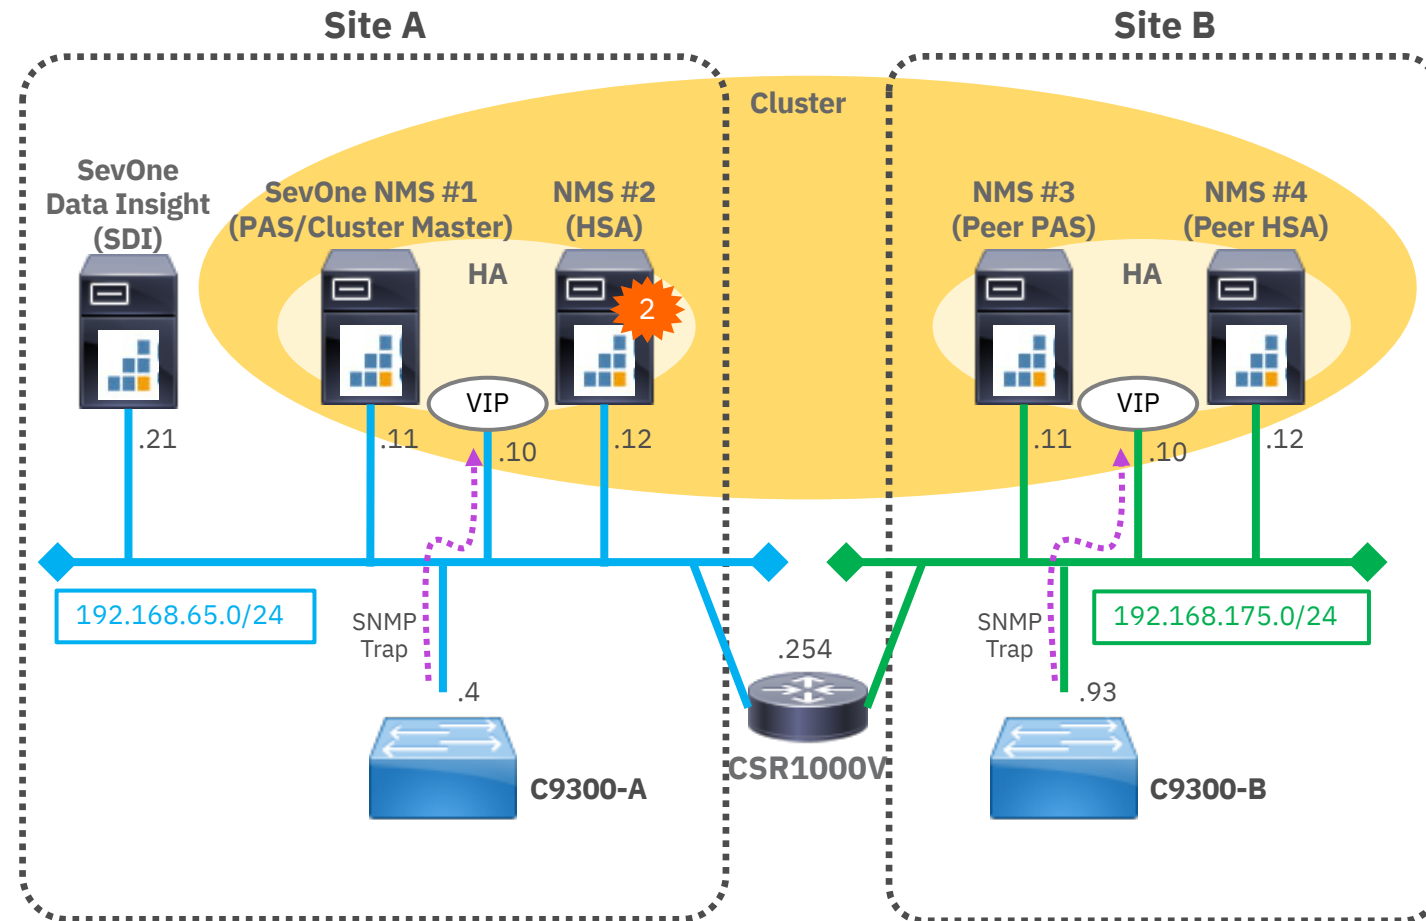 Site A
Site B
Cluster
SevOne
Data Insight
(SDI)
SevOne NMS #1
(PAS/Cluster Master)
NMS #2
(HSA)
NMS #3
(Peer PAS)
NMS #4
(Peer HSA)
HA
HA
2
VIP
VIP
.21
.11
.10
.12
.11
.10
.12
192.168.65.0/24
192.168.175.0/24
SNMP
Trap
SNMP
Trap
.254
.4
.93
CSR1000V
C9300-A
C9300-B